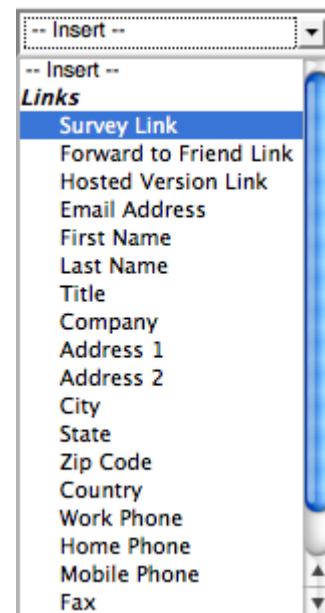 -- Insert --
-- Insert --
Links
Survey Link
Forward to Friend Link
Hosted Version Link
Email Address
First Name
Last Name
Title
Company
Address 1
Address 2
City
State
Zip Code
Country
Work Phone
Home Phone
Mobile Phone
Fax